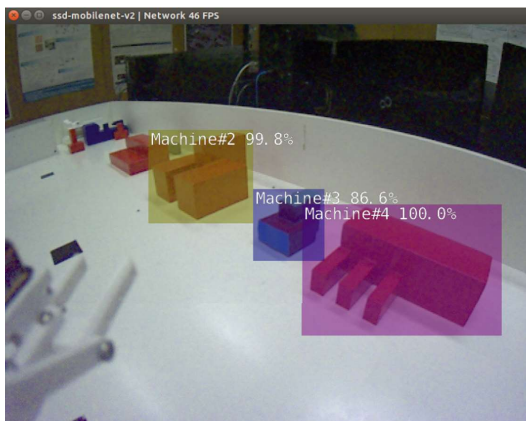 ssd-mobilenet-v2 | Network 46 FPS
Machine#2 99.8%
Machine#3 86.6%
Machine#4 100.0%